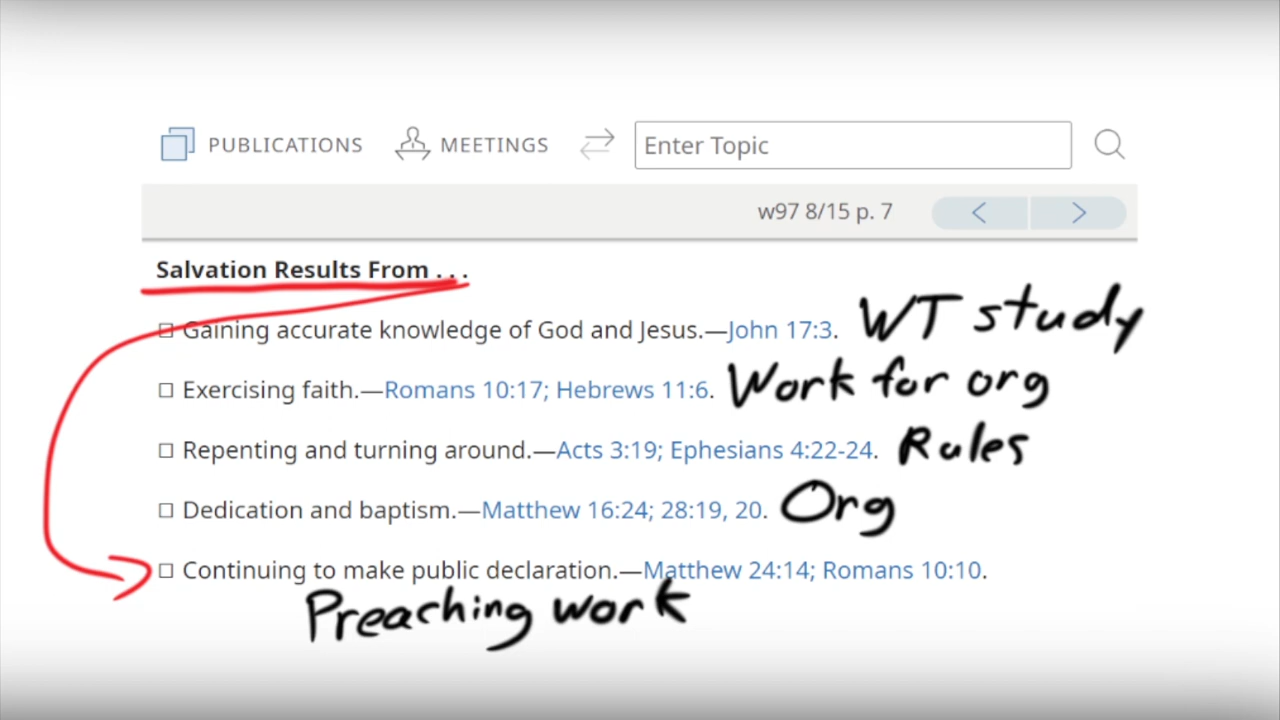 PUBLICATIONS MEETINGS Enter Topic
w97 8/15 p. 7
Salvation Results From . . .
□ Gaining accurate knowledge of God and Jesus.—John 17:3. WT study
□ Exercising faith.—Romans 10:17; Hebrews 11:6. Work for org
□ Repenting and turning around.—Acts 3:19; Ephesians 4:22-24. Rules
□ Dedication and baptism.—Matthew 16:24; 28:19, 20. Org
□ Continuing to make public declaration.—Matthew 24:14; Romans 10:10.
Preaching work